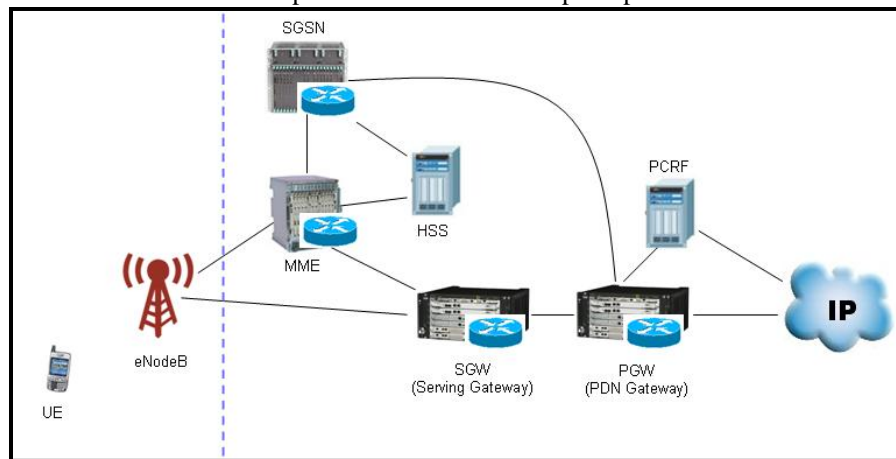 SGSN
PCRF
HSS
MME
IP
eNodeB
SGW
(Serving Gateway)
PGW
(PDN Gateway)
UE